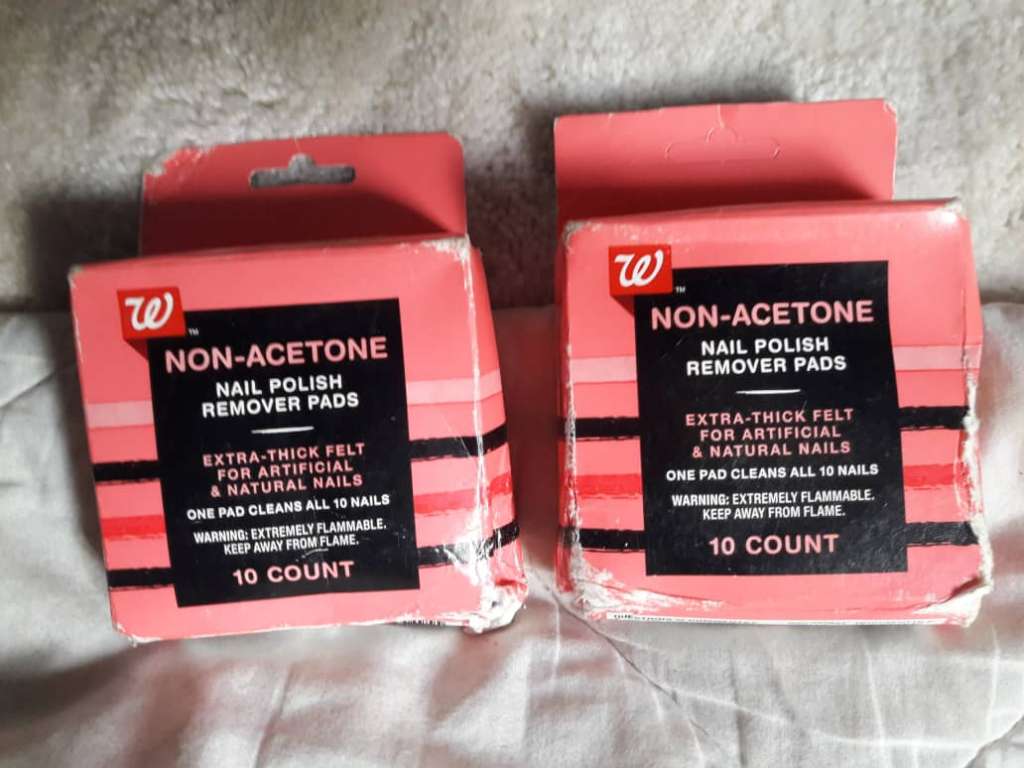 W
TM
NON-ACETONE
NAIL POLISH
REMOVER PADS
EXTRA-THICK FELT
FOR ARTIFICIAL
& NATURAL NAILS
ONE PAD CLEANS ALL 10 NAILS
WARNING: EXTREMELY FLAMMABLE.
KEEP AWAY FROM FLAME.
10 COUNT
W
TM
NON-ACETONE
NAIL POLISH
REMOVER PADS
EXTRA-THICK FELT
FOR ARTIFICIAL
& NATURAL NAILS
ONE PAD CLEANS ALL 10 NAILS
WARNING: EXTREMELY FLAMMABLE.
KEEP AWAY FROM FLAME.
10 COUNT